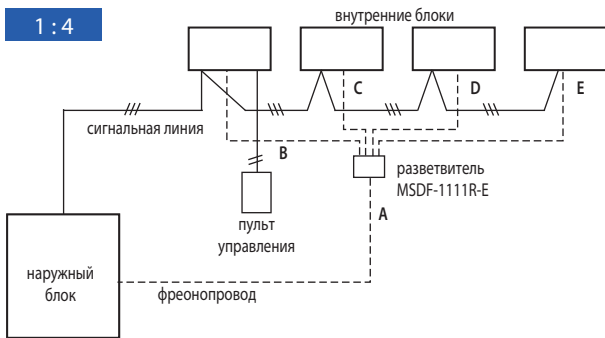 1 : 4
внутренние блоки
C
D
E
сигнальная линия
B
разветвитель
MSDF-1111R-E
A
пульт
управления
наружный
блок
фреонопровод